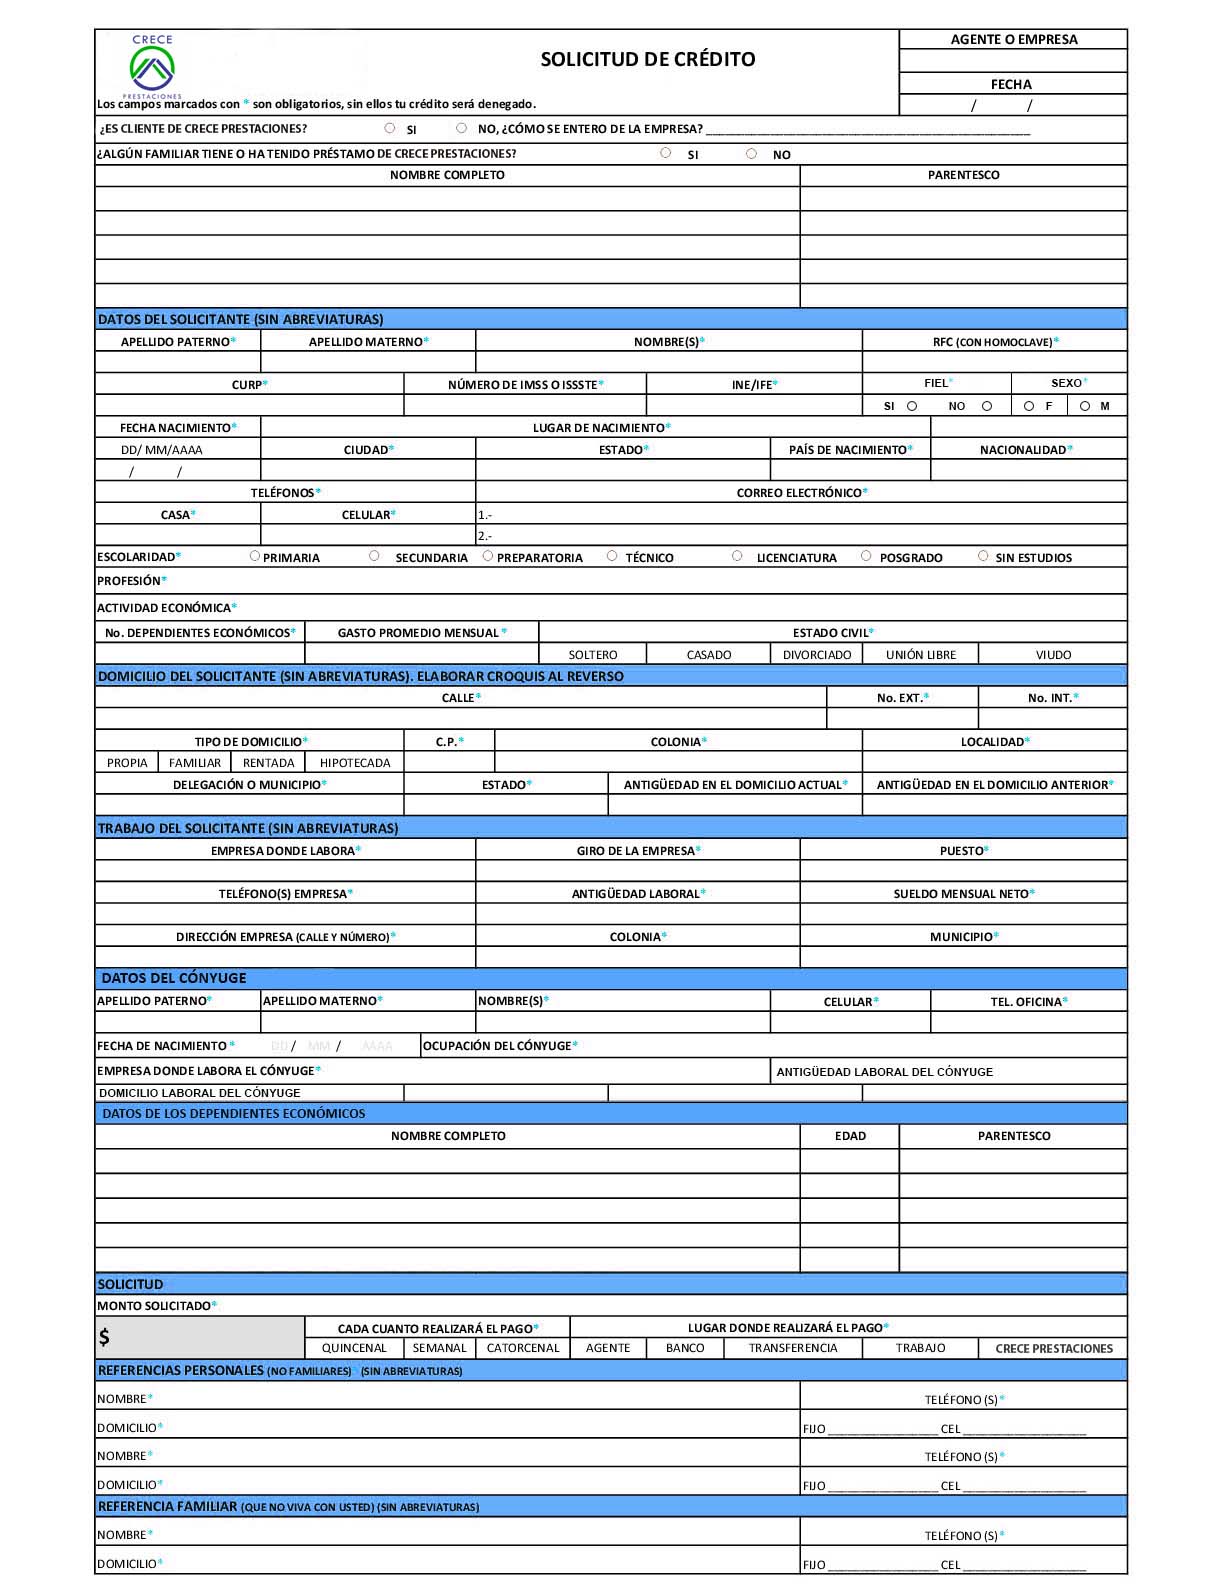 CRECE
PRESTACIONES
SOLICITUD DE CRÉDITO
AGENTE O EMPRESA
FECHA
/ /
Los campos marcados con * son obligatorios, sin ellos tu crédito será denegado.
¿ES CLIENTE DE CRECE PRESTACIONES? SI NO, ¿CÓMO SE ENTERO DE LA EMPRESA? ____
¿ALGÚN FAMILIAR TIENE O HA TENIDO PRÉSTAMO DE CRECE PRESTACIONES? SI NO
NOMBRE COMPLETO PARENTESCO
DATOS DEL SOLICITANTE (SIN ABREVIATURAS)
APELLIDO PATERNO* APELLIDO MATERNO* NOMBRE(S)* RFC (CON HOMOCLAVE)*
CURP* NÚMERO DE IMSS O ISSSTE* INE/IFE* FIEL* SEXO*
SI NO F M
FECHA NACIMIENTO* LUGAR DE NACIMIENTO*
DD/ MM/AAAA CIUDAD* ESTADO* PAÍS DE NACIMIENTO* NACIONALIDAD*
/ /
TELÉFONOS* CORREO ELECTRÓNICO*
CASA* CELULAR* 1.-
2.-
ESCOLARIDAD* PRIMARIA SECUNDARIA PREPARATORIA TÉCNICO LICENCIATURA POSGRADO SIN ESTUDIOS
PROFESIÓN*
ACTIVIDAD ECONÓMICA*
No. DEPENDIENTES ECONÓMICOS* GASTO PROMEDIO MENSUAL * ESTADO CIVIL*
SOLTERO CASADO DIVORCIADO UNIÓN LIBRE VIUDO
DOMICILIO DEL SOLICITANTE (SIN ABREVIATURAS). ELABORAR CROQUIS AL REVERSO
CALLE* No. EXT.* No. INT.*
TIPO DE DOMICILIO* C.P.* COLONIA* LOCALIDAD*
PROPIA FAMILIAR RENTADA HIPOTECADA
DELEGACIÓN O MUNICIPIO* ESTADO* ANTIGÜEDAD EN EL DOMICILIO ACTUAL* ANTIGÜEDAD EN EL DOMICILIO ANTERIOR*
TRABAJO DEL SOLICITANTE (SIN ABREVIATURAS)
EMPRESA DONDE LABORA* GIRO DE LA EMPRESA* PUESTO*
TELÉFONO(S) EMPRESA* ANTIGÜEDAD LABORAL* SUELDO MENSUAL NETO*
DIRECCIÓN EMPRESA (CALLE Y NÚMERO)* COLONIA* MUNICIPIO*
DATOS DEL CÓNYUGE
APELLIDO PATERNO* APELLIDO MATERNO* NOMBRE(S)* CELULAR* TEL. OFICINA*
FECHA DE NACIMIENTO * DD / MM / AAAA OCUPACIÓN DEL CÓNYUGE*
EMPRESA DONDE LABORA EL CÓNYUGE* ANTIGÜEDAD LABORAL DEL CÓNYUGE
DOMICILIO LABORAL DEL CÓNYUGE
DATOS DE LOS DEPENDIENTES ECONÓMICOS
NOMBRE COMPLETO EDAD PARENTESCO
SOLICITUD
MONTO SOLICITADO*
$ CADA CUANTO REALIZARÁ EL PAGO* LUGAR DONDE REALIZARÁ EL PAGO*
QUINCENAL SEMANAL CATORCENAL AGENTE BANCO TRANSFERENCIA TRABAJO CRECE PRESTACIONES
REFERENCIAS PERSONALES (NO FAMILIARES)* (SIN ABREVIATURAS)
NOMBRE* TELÉFONO (S)*
DOMICILIO* FIJO ____ CEL ____
NOMBRE* TELÉFONO (S)*
DOMICILIO* FIJO ____ CEL ____
REFERENCIA FAMILIAR (QUE NO VIVA CON USTED) (SIN ABREVIATURAS)
NOMBRE* TELÉFONO (S)*
DOMICILIO* FIJO ____ CEL ____